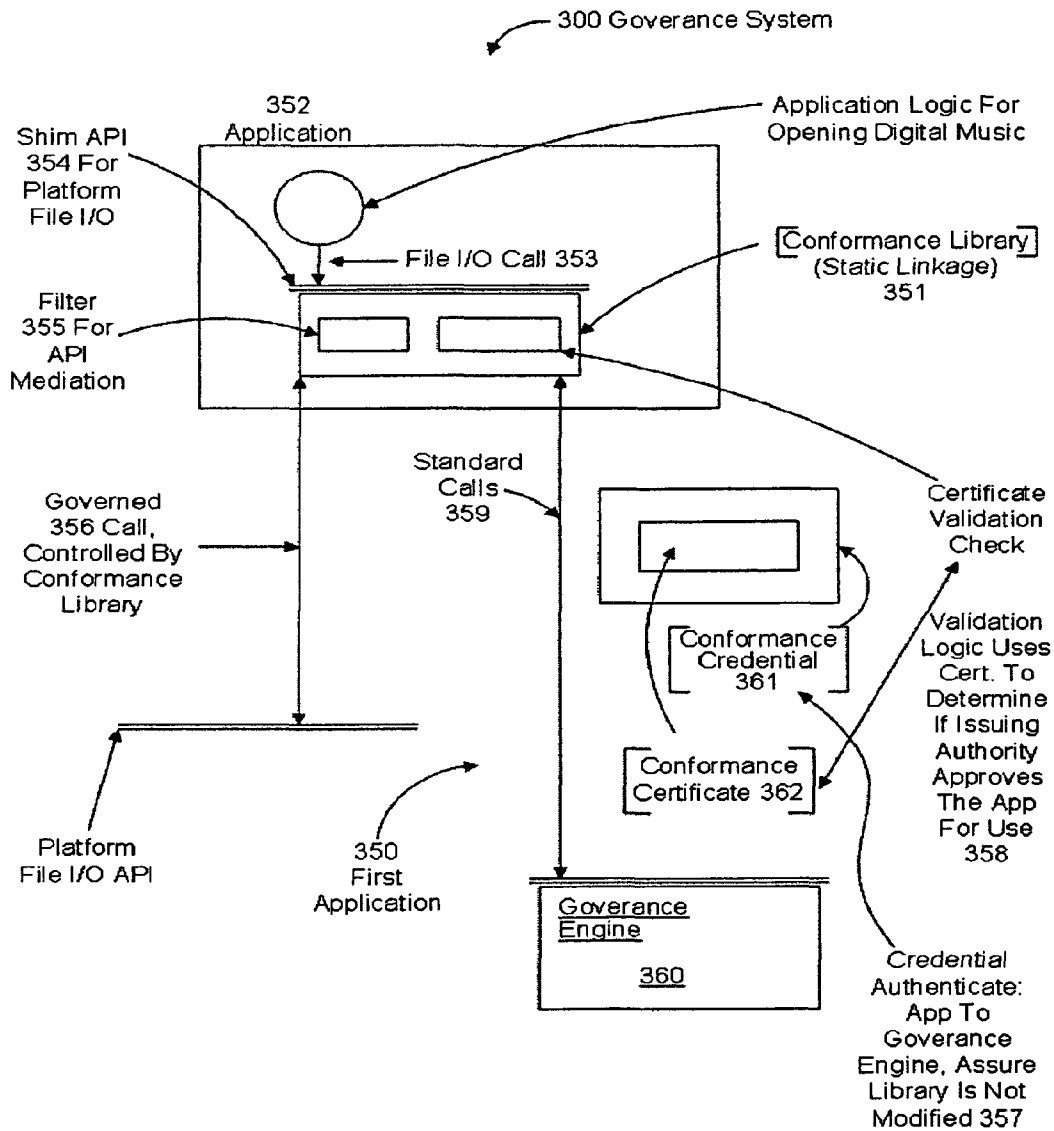 300 Goverance System
352
Application
Application Logic For
Opening Digital Music
Shim API
354 For
Platform
File I/O
File I/O Call 353
[Conformance Library]
(Static Linkage)
351
Filter
355 For
API
Mediation
Standard
Calls
359
Governed
356 Call,
Controlled By
Conformance
Library
Certificate
Validation
Check
Conformance
Credential
361
Validation
Logic Uses
Cert. To
Determine
If Issuing
Authority
Approves
The App
For Use
358
Conformance
Certificate 362
Platform
File I/O API
350
First
Application
Goverance
Engine
360
Credential
Authenticate:
App To
Goverance
Engine, Assure
Library Is Not
Modified 357